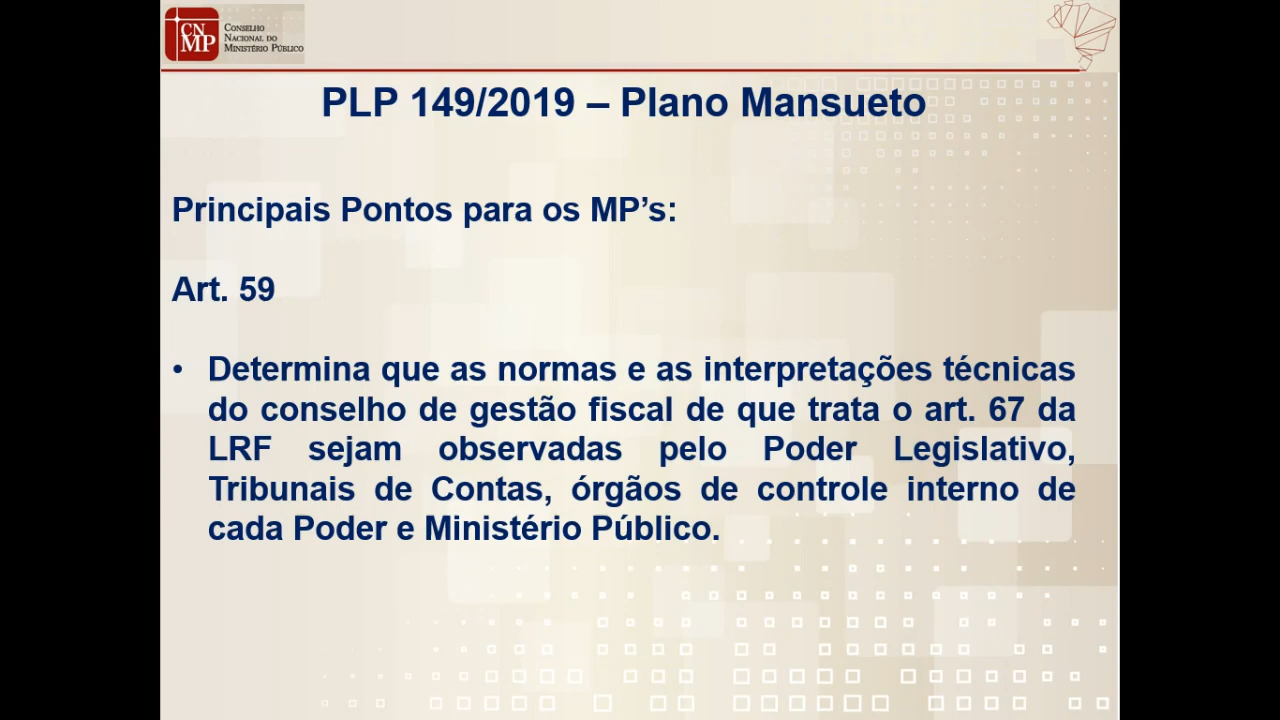 CN
MP
CONSELHO
NACIONAL DO
MINISTÉRIO PÚBLICO
PLP 149/2019 – Plano Mansueto
Principais Pontos para os MP’s:
Art. 59
• Determina que as normas e as interpretações técnicas
do conselho de gestão fiscal de que trata o art. 67 da
LRF sejam observadas pelo Poder Legislativo,
Tribunais de Contas, órgãos de controle interno de
cada Poder e Ministério Público.